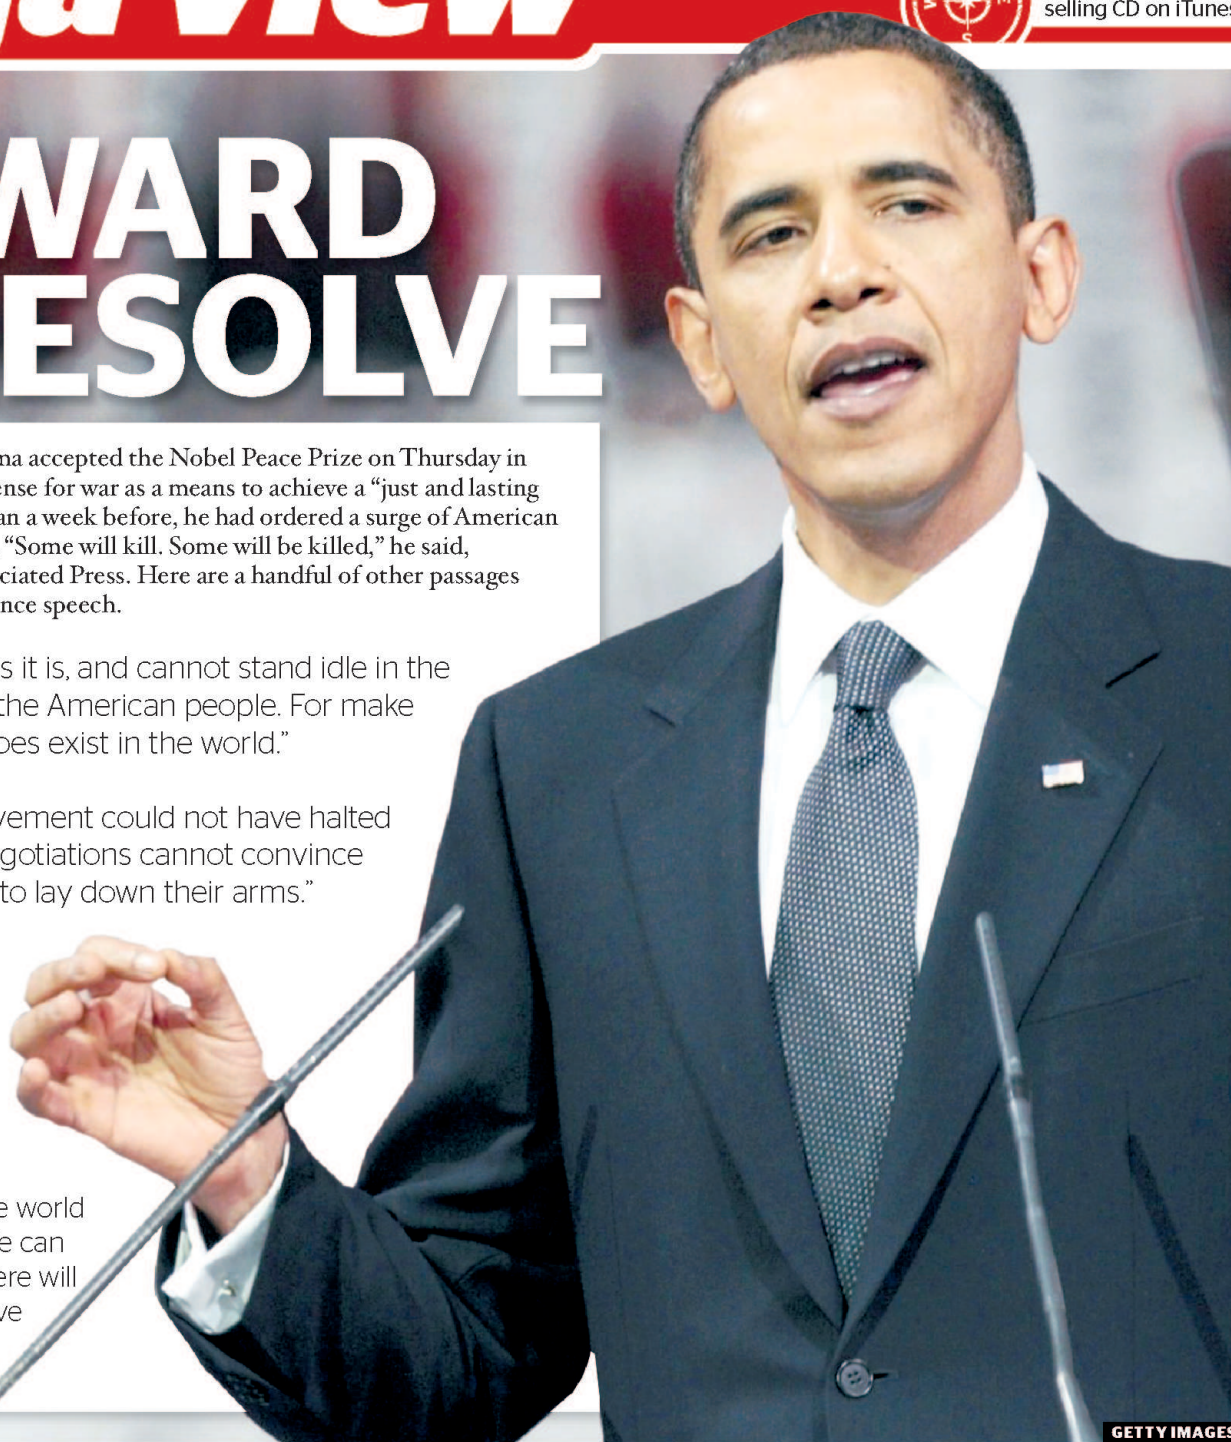 a view
selling CD on iTunes
W
S
WARD
ESOLVE
na accepted the Nobel Peace Prize on Thursday in
ense for war as a means to achieve a “just and lasting
an a week before, he had ordered a surge of American
“Some will kill. Some will be killed,” he said,
ciated Press. Here are a handful of other passages
nce speech.
s it is, and cannot stand idle in the
the American people. For make
oes exist in the world.”
vement could not have halted
gotiations cannot convince
to lay down their arms.”
e world
e can
ere will
ve
GETTY IMAGES